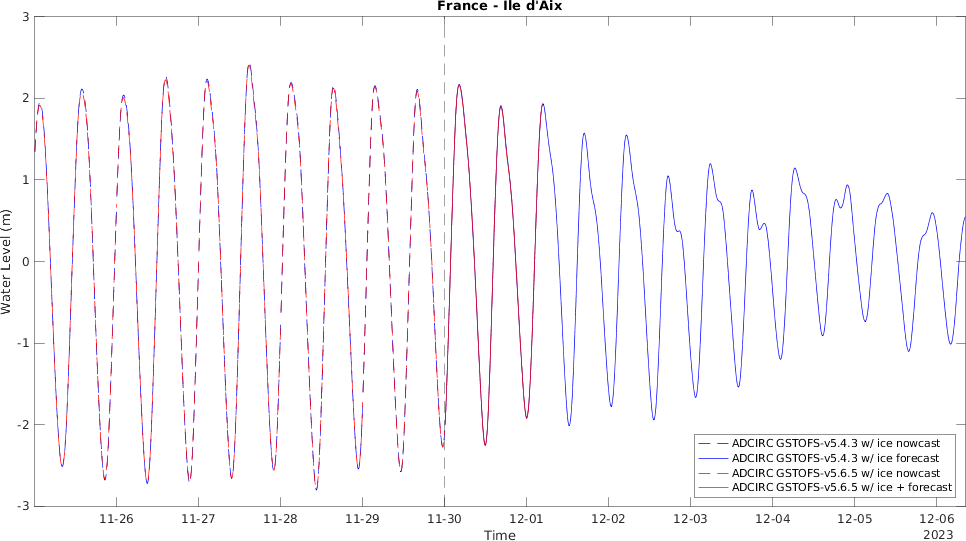 France - Ile d'Aix
3
2
1
0
-1
-2
-3
Water Level (m)
11-26 11-27 11-28 11-29 11-30 12-01 12-02 12-03 12-04 12-05 12-06
2023
Time
ADCIRC GSTOFS-v5.4.3 w/ ice nowcast
ADCIRC GSTOFS-v5.4.3 w/ ice forecast
ADCIRC GSTOFS-v5.6.5 w/ ice nowcast
ADCIRC GSTOFS-v5.6.5 w/ ice + forecast